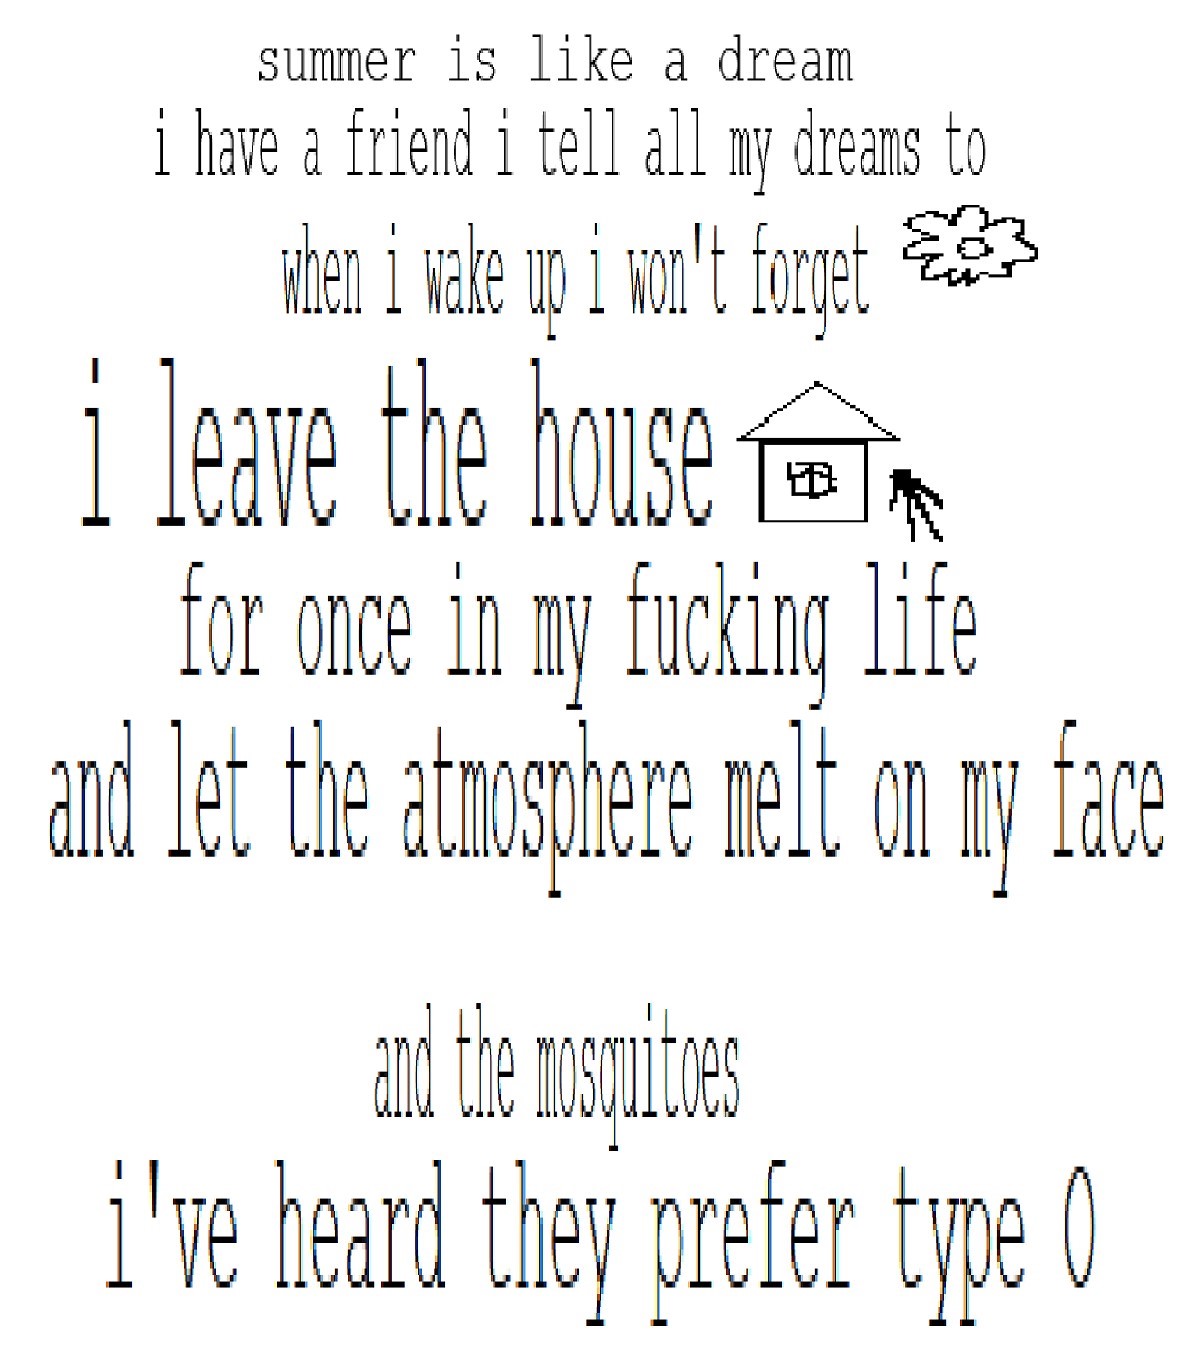 summer is like a dream
i have a friend i tell all my dreams to
when i wake up i won't forget
i leave the house
for once in my fucking life
and let the atmosphere melt on my face
and the mosquitoes
i've heard they prefer type O